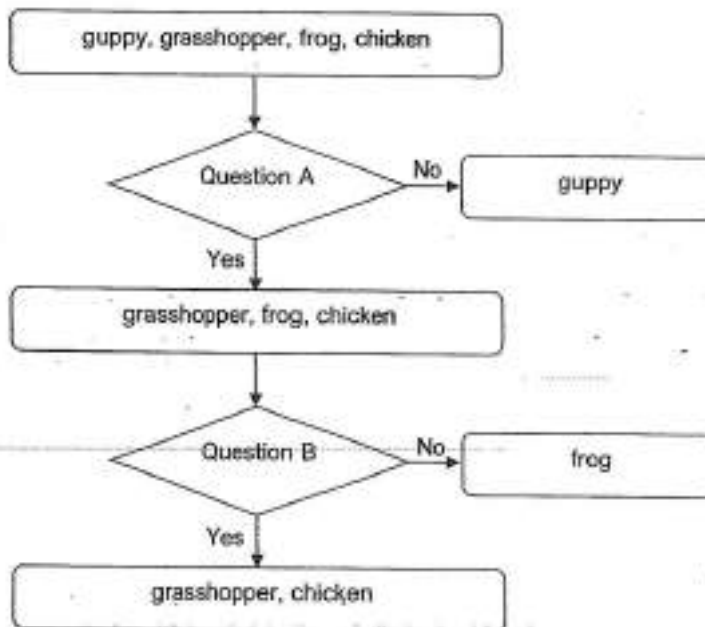 guppy, grasshopper, frog, chicken
Question A
No
guppy
Yes
grasshopper, frog, chicken
Question B
No
frog
Yes
grasshopper, chicken